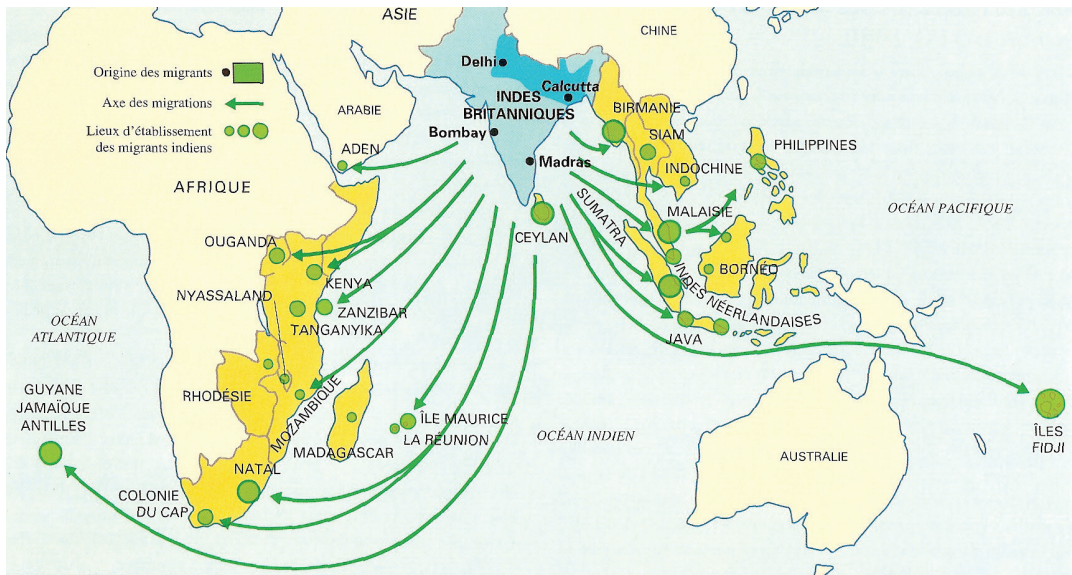 ASIE
CHINE
Delhi
Origine des migrants
Calcutta
INDES
BRITANNIQUES
Axe des migrations
ARABIE
BIRMANIE
Lieux d'établissement
des migrants indiens
Bombay
SIAM
PHILIPPINES
ADEN
Madras
INDOCHINE
AFRIQUE
SUMATRA
MALAISIE
OCÉAN PACIFIQUE
CEYLAN
OUGANDA
BORNÉO
KENYA
NYASSALAND
INDES NÉERLANDAISES
ZANZIBAR
OCÉAN
ATLANTIQUE
TANGANYIKA
JAVA
GUYANE
JAMAÏQUE
ANTILLES
RHODÉSIE
MOZAMBIQUE
ÎLE MAURICE
LA RÉUNION
OCÉAN INDIEN
MADAGASCAR
ÎLES
FIDJI
AUSTRALIE
NATAL
COLONIE
DU CAP